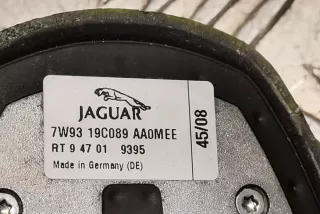 JAGUAR
7W93 19C089 AA0MEE
RT 9 47 01 9395
Made in Germany (DE)
45/08